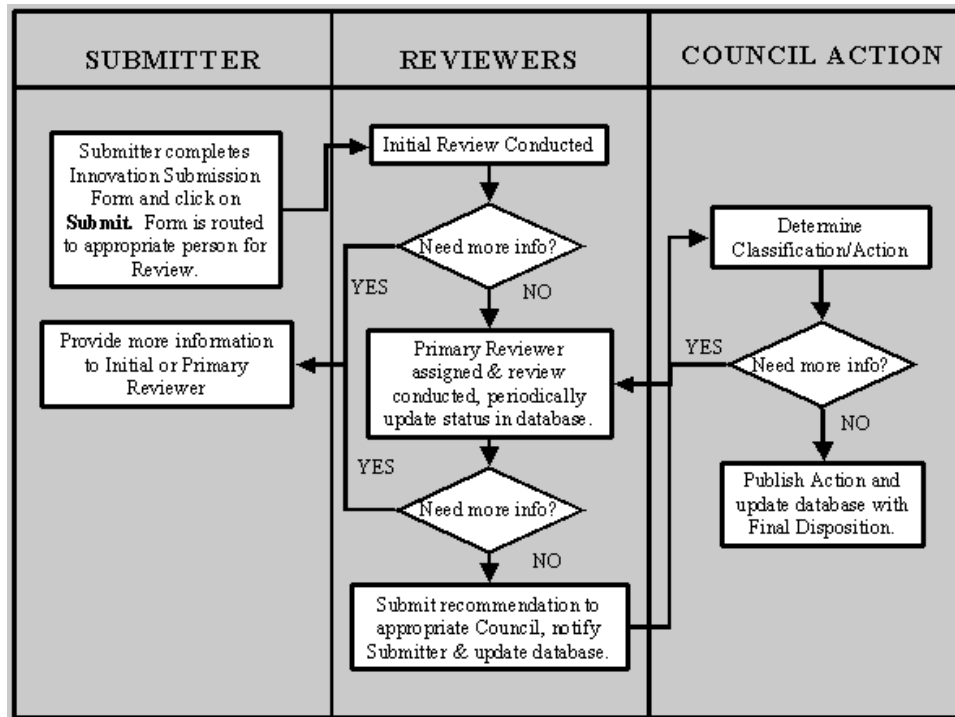 SUBMITTER
REVIEWERS
COUNCIL ACTION
Submitter completes
Innovation Submission
Form and click on
Submit. Form is routed
to appropriate person for
Review.
Initial Review Conducted
Need more info?
YES
NO
Provide more information
to Initial or Primary
Reviewer
Primary Reviewer
assigned & review
conducted, periodically
update status in database.
YES
Need more info?
NO
Submit recommendation to
appropriate Council, notify
Submitter & update database.
Determine
Classification/Action
YES
Need more info?
NO
Publish Action and
update database with
Final Disposition.